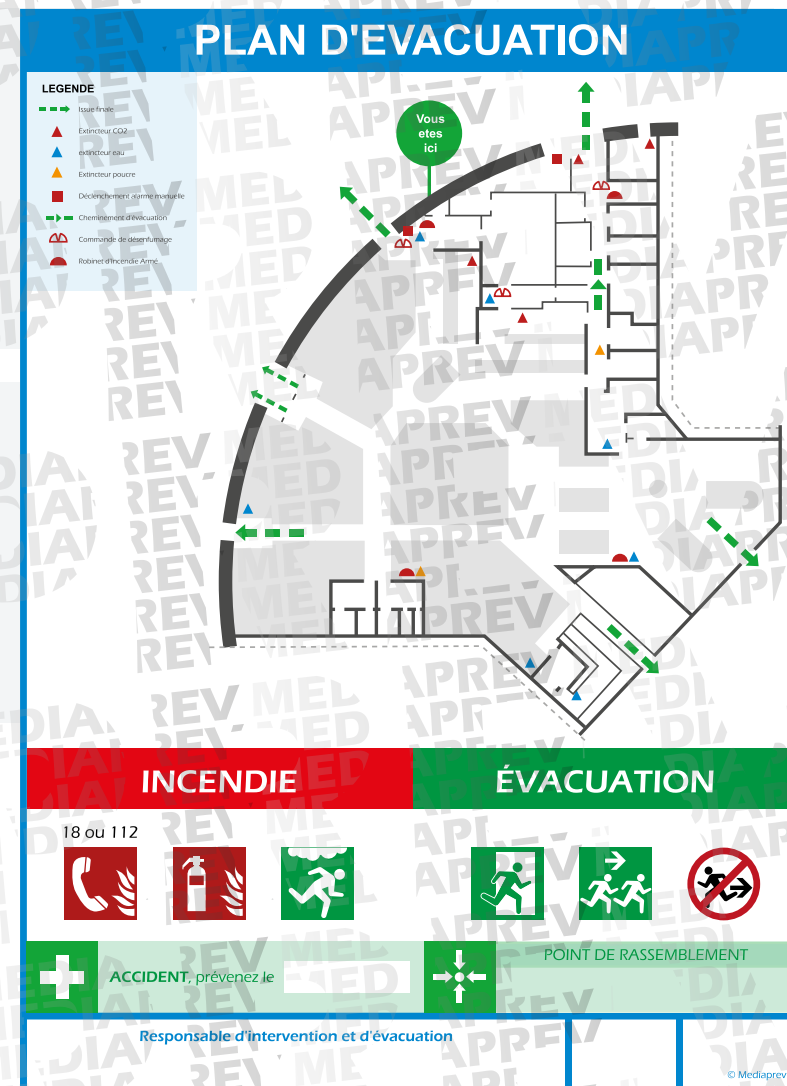 PLAN D'EVACUATION
LEGENDE
Issue finale
Extincteur CO2
extincteur eau
Extincteur poucre
Déclenchement alarme manuelle
Cheminement d'évacuation
Commande de désenfumage
Robinet d'Incendie Armé
Vous
etes
ici
INCENDIE
ÉVACUATION
18 ou 112
ACCIDENT, prévenez le
POINT DE RASSEMBLEMENT
Responsable d'intervention et d'évacuation
© Mediaprev